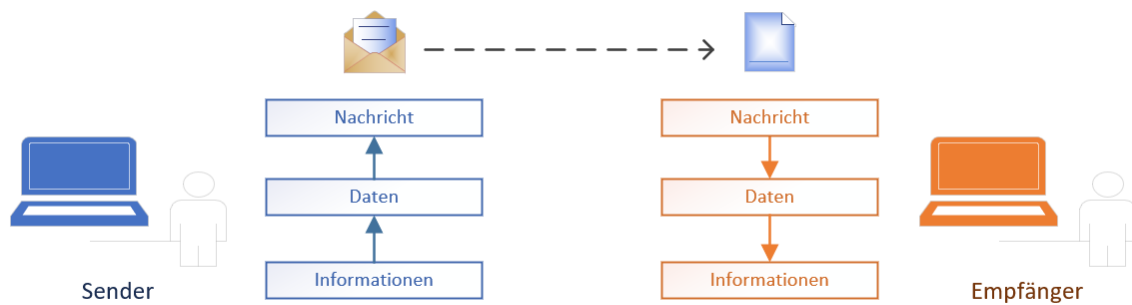 Nachricht
Daten
Informationen
Sender
Nachricht
Daten
Informationen
Empfänger